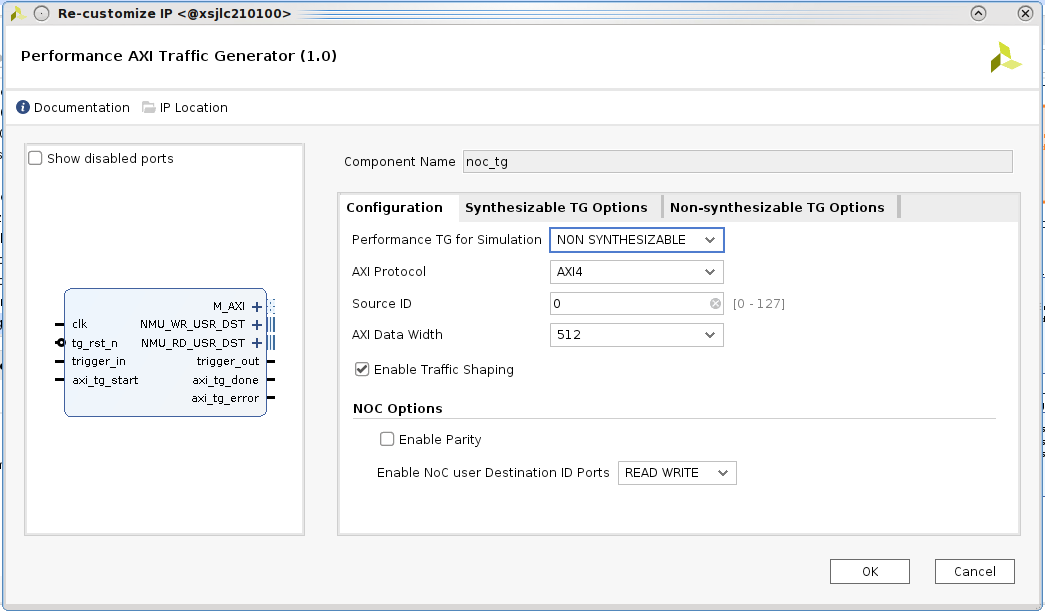 Re-customize IP <@xsjlc210100>
Performance AXI Traffic Generator (1.0)
Documentation IP Location
Show disabled ports
M_AXI
clk NMU_WR_USR_DST
tg_rst_n NMU_RD_USR_DST
trigger_in trigger_out
axi_tg_start axi_tg_done
axi_tg_error
Component Name noc_tg
Configuration Synthesizable TG Options Non-synthesizable TG Options
Performance TG for Simulation NON SYNTHESIZABLE
AXI Protocol AXI4
Source ID 0 [0 - 127]
AXI Data Width 512
Enable Traffic Shaping
NOC Options
Enable Parity
Enable NoC user Destination ID Ports READ WRITE
OK Cancel